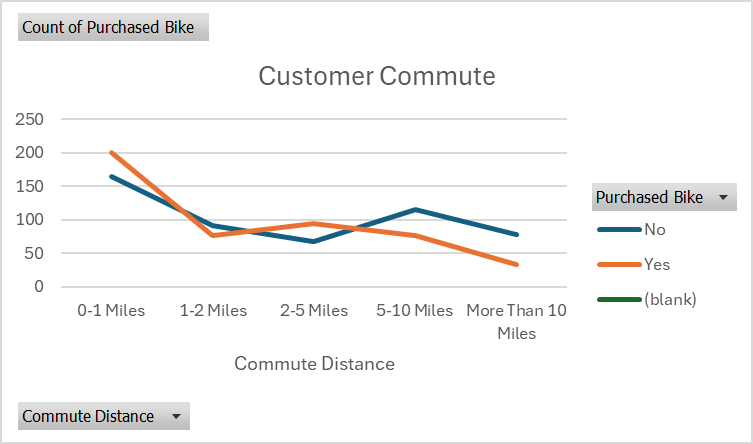 Count of Purchased Bike
Customer Commute
250
200
150
100
50
0
0-1 Miles
1-2 Miles
2-5 Miles
5-10 Miles
More Than 10
Miles
Commute Distance
Purchased Bike
No
Yes
(blank)
Commute Distance